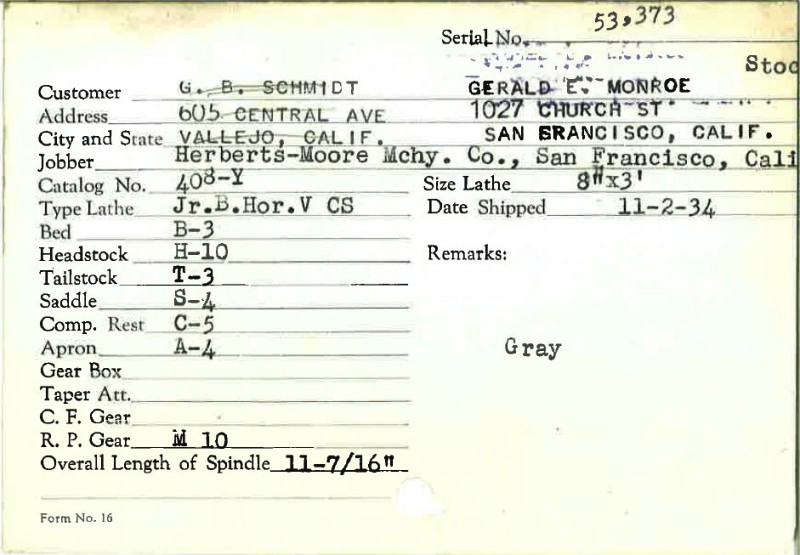 Serial No. 53,373
Stoc
Customer G. B. SCHMIDT GERALD E. MONROE
Address 605 CENTRAL AVE 1027 CHURCH ST
City and State VALLEJO, CALIF. SAN BRANCISCO, CALIF.
Jobber Herberts-Moore Mchy. Co., San Francisco, Cali
Catalog No. 408-Y Size Lathe 8"x3'
Type Lathe Jr.B.Hor.V CS Date Shipped 11-2-34
Bed B-3
Headstock H-10 Remarks:
Tailstock T-3
Saddle S-4
Comp. Rest C-5
Apron A-4 Gray
Gear Box
Taper Att.
C. F. Gear
R. P. Gear M 10
Overall Length of Spindle 11-7/16"
Form No. 16